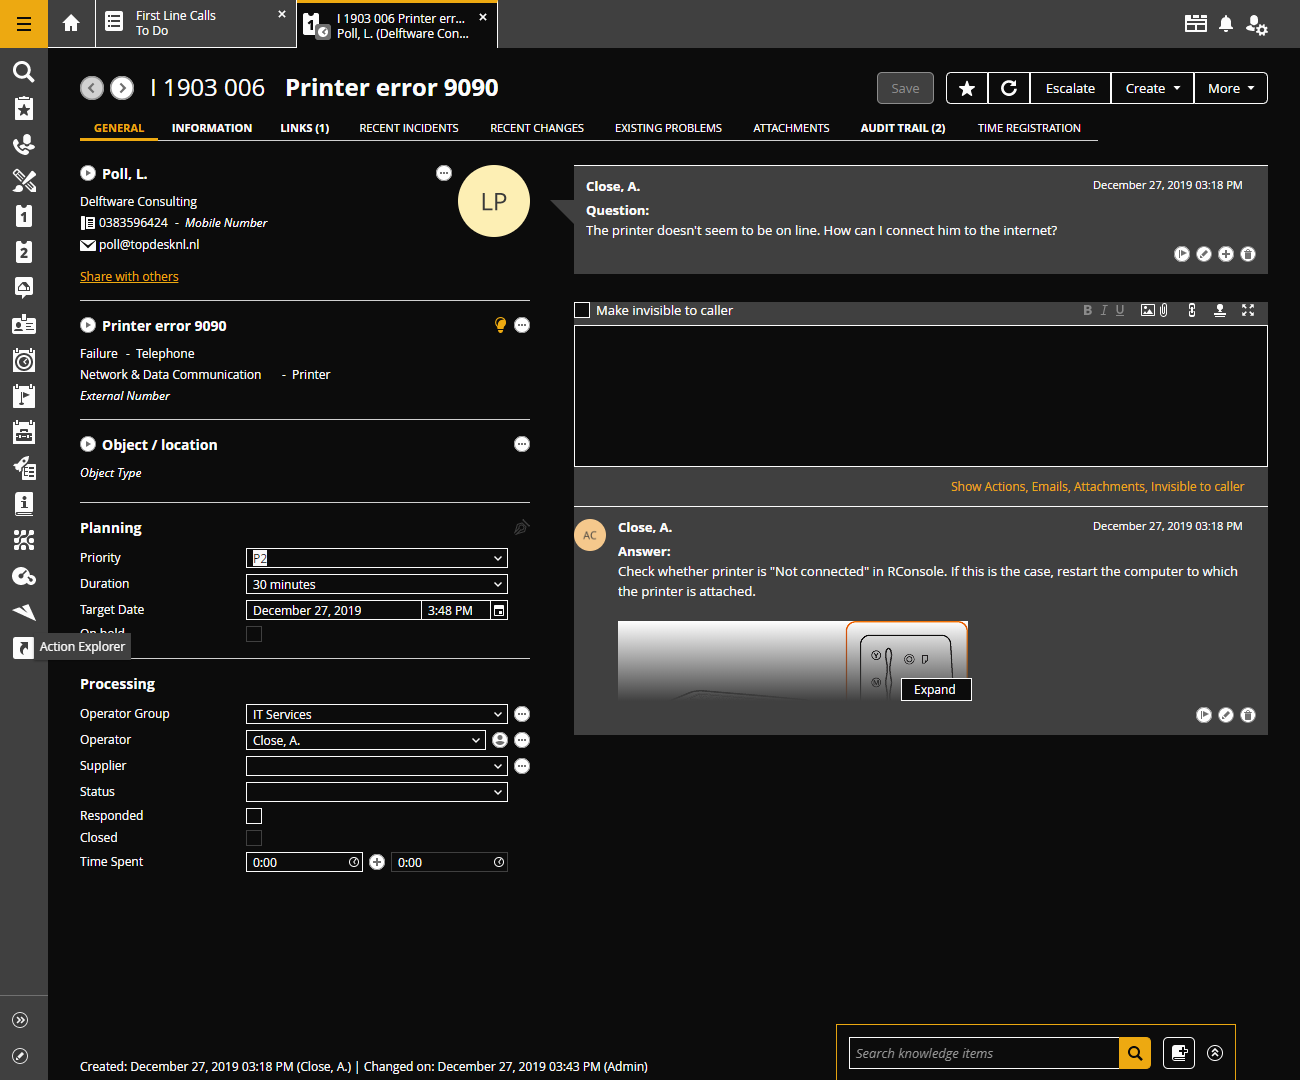 First Line Calls
To Do
I 1903 006 Printer err...
Poll, L. (Delftware Con...
I 1903 006 Printer error 9090
Save
Escalate
Create
More
GENERAL INFORMATION LINKS (1) RECENT INCIDENTS RECENT CHANGES EXISTING PROBLEMS ATTACHMENTS AUDIT TRAIL (2) TIME REGISTRATION
Poll, L.
LP
Delftware Consulting
0383596424 - Mobile Number
poll@topdesknl.nl
Share with others
Printer error 9090
Failure - Telephone
Network & Data Communication - Printer
External Number
Object / location
Object Type
Planning
Priority P2
Duration 30 minutes
Target Date December 27, 2019 3:48 PM
On hold
Action Explorer
Processing
Operator Group IT Services
Operator Close, A.
Supplier
Status
Responded
Closed
Time Spent 0:00 0:00
Close, A. December 27, 2019 03:18 PM
Question:
The printer doesn't seem to be on line. How can I connect him to the internet?
Make invisible to caller
B I U
Show Actions, Emails, Attachments, Invisible to caller
AC
Close, A. December 27, 2019 03:18 PM
Answer:
Check whether printer is "Not connected" in RConsole. If this is the case, restart the computer to which
the printer is attached.
Y
M
Expand
Created: December 27, 2019 03:18 PM (Close, A.) | Changed on: December 27, 2019 03:43 PM (Admin)
Search knowledge items
1
2